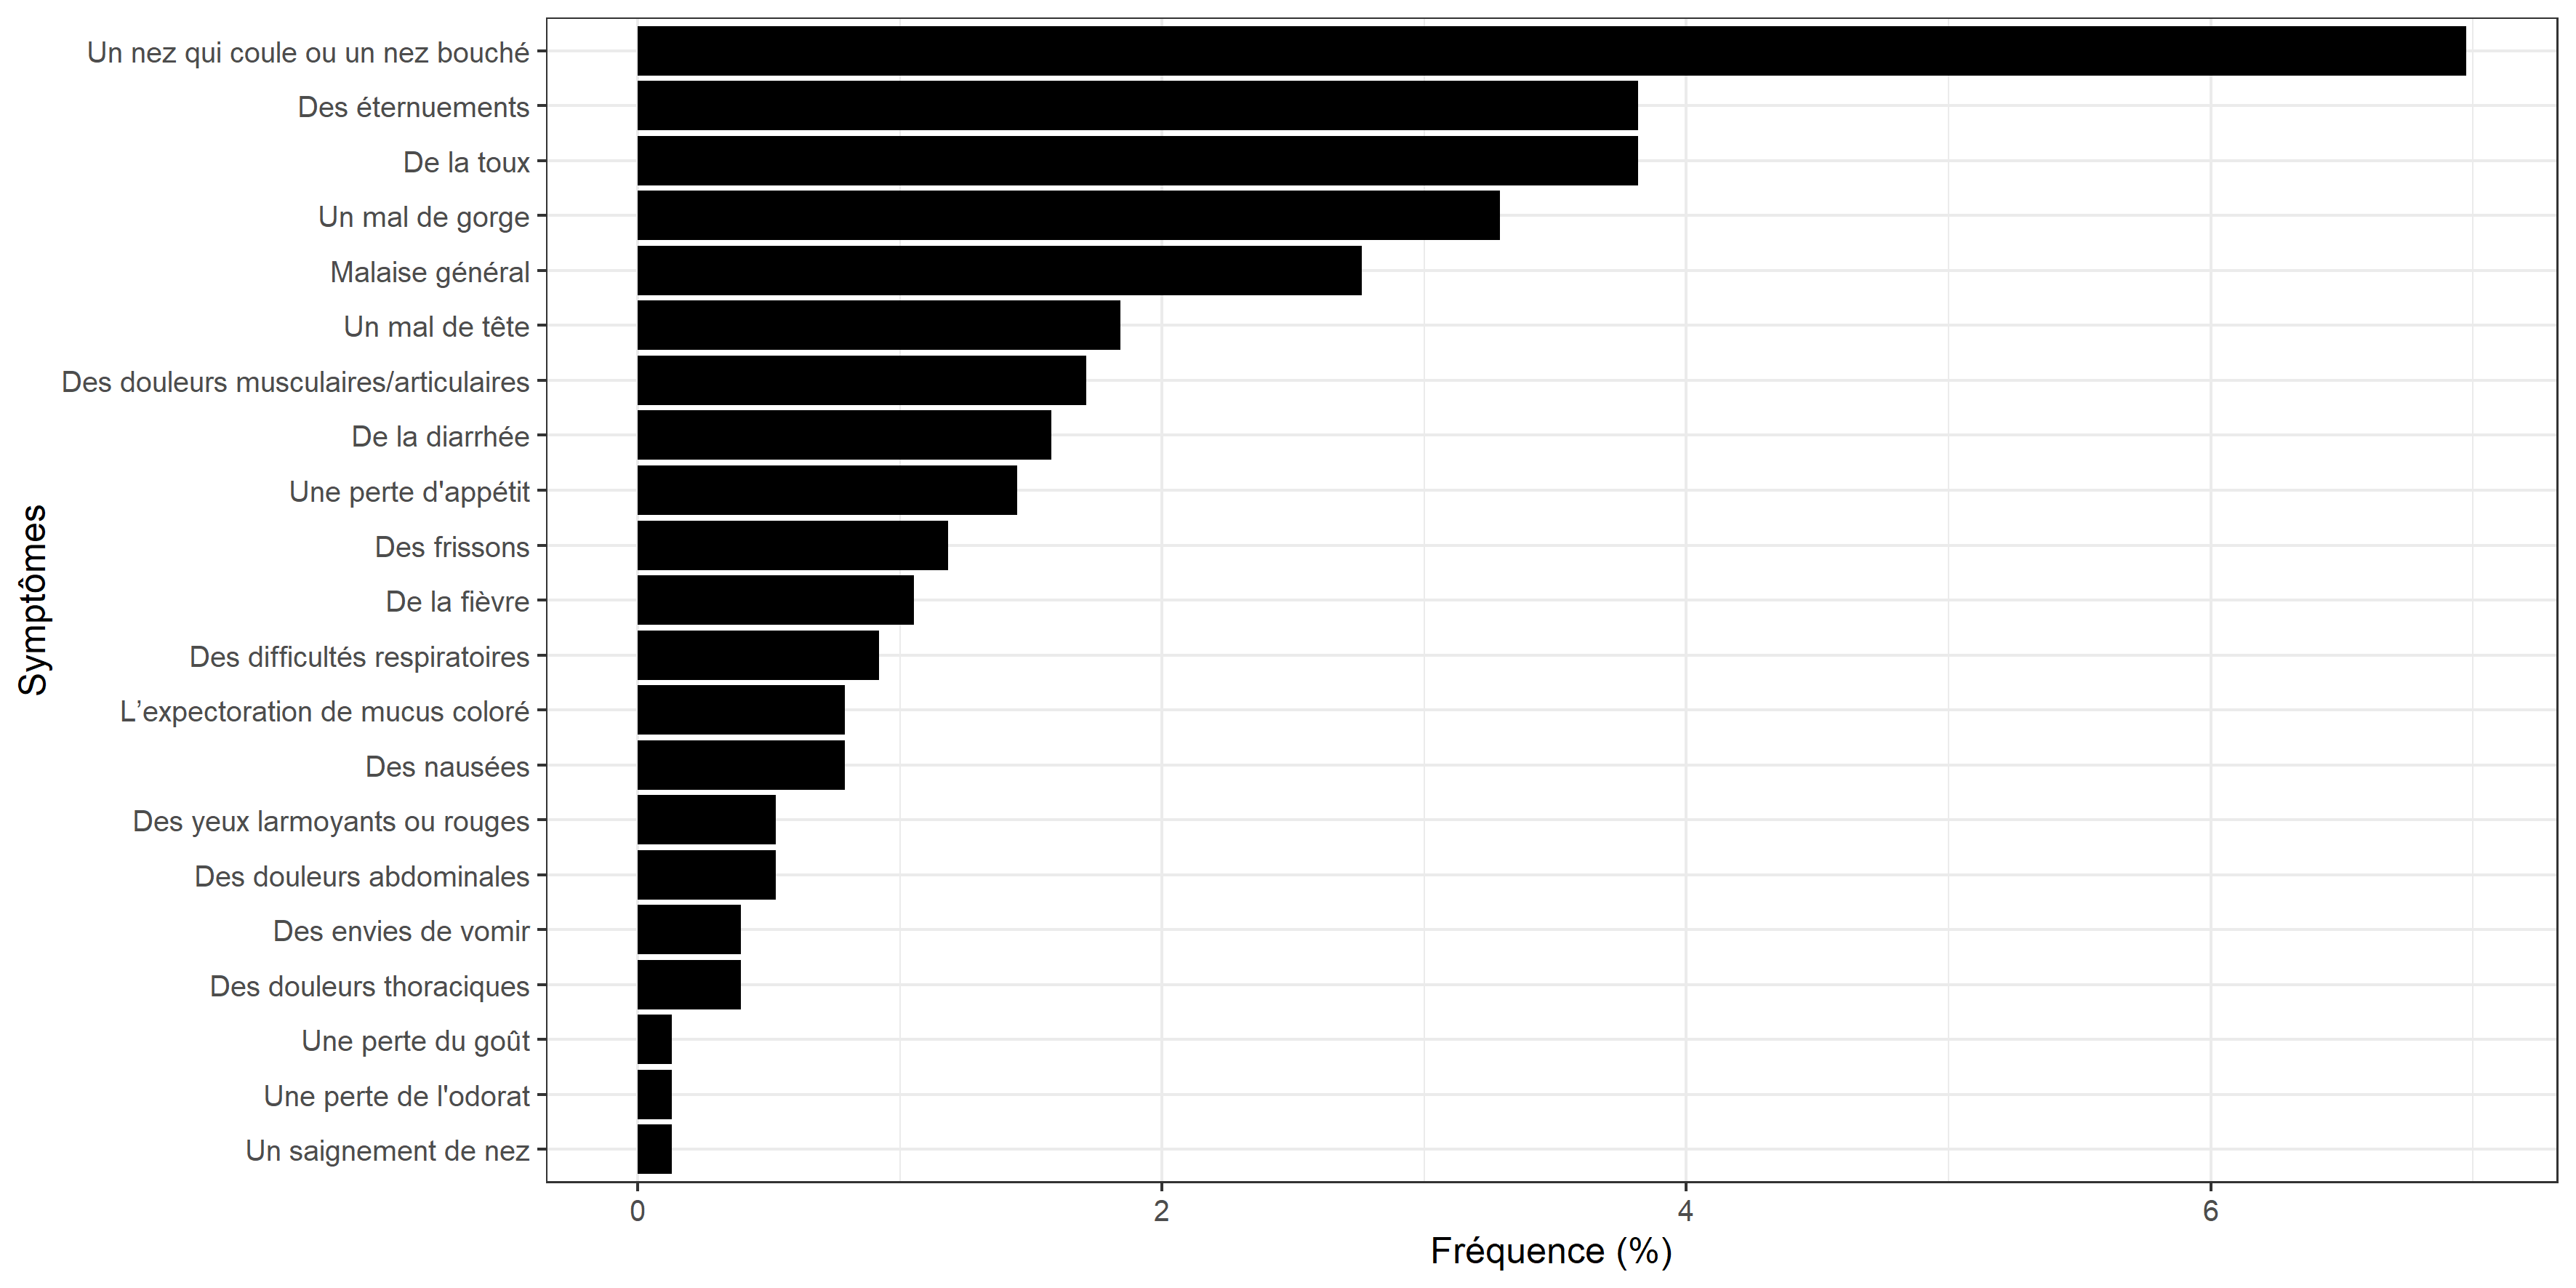 Symptômes
Un nez qui coule ou un nez bouché
Des éternuements
De la toux
Un mal de gorge
Malaise général
Un mal de tête
Des douleurs musculaires/articulaires
De la diarrhée
Une perte d'appétit
Des frissons
De la fièvre
Des difficultés respiratoires
L’expectoration de mucus coloré
Des nausées
Des yeux larmoyants ou rouges
Des douleurs abdominales
Des envies de vomir
Des douleurs thoraciques
Une perte du goût
Une perte de l'odorat
Un saignement de nez
0 2 4 6
Fréquence (%)